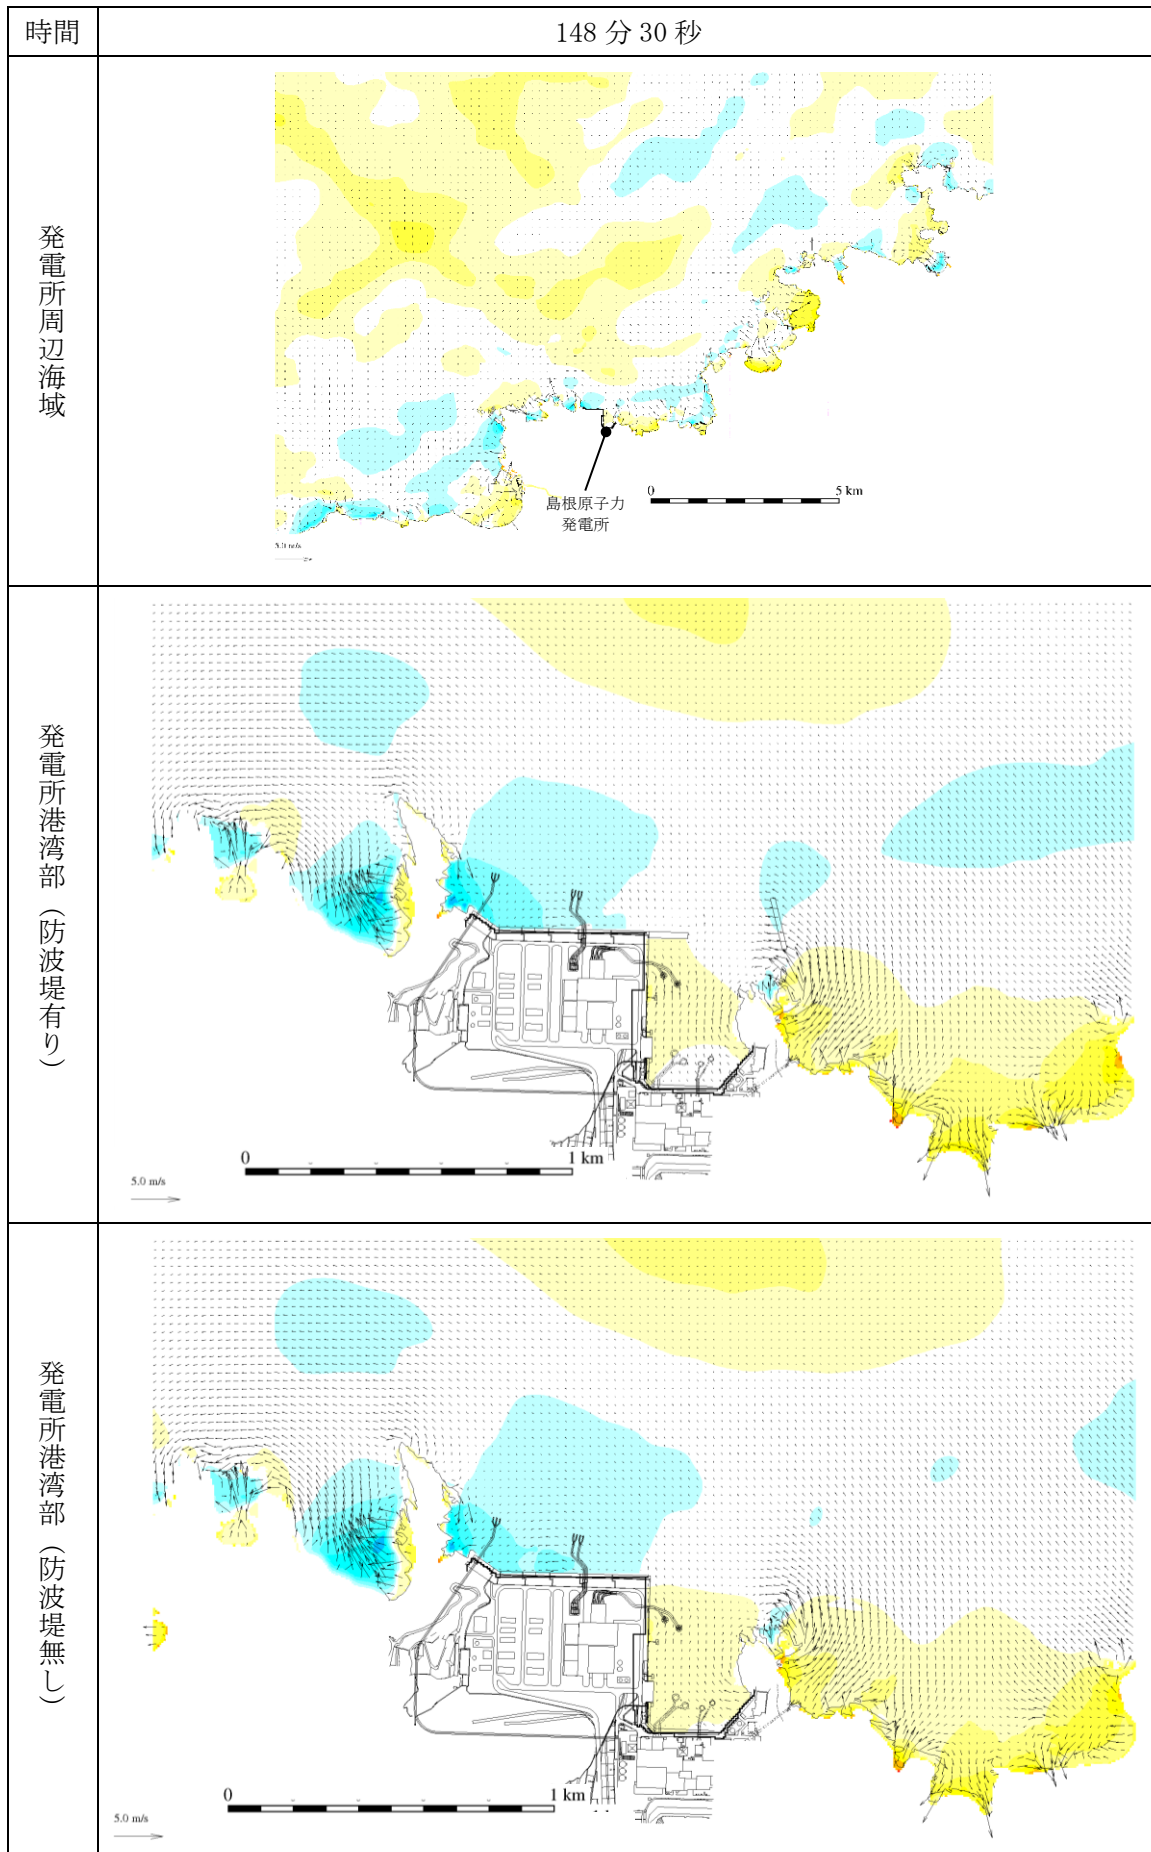 時間
148 分 30 秒
発電所周辺海域
島根原子力
発電所
0
5 km
5.0 m/s
発電所港湾部（防波堤有り）
0
1 km
5.0 m/s
発電所港湾部（防波堤無し）
0
1 km
5.0 m/s